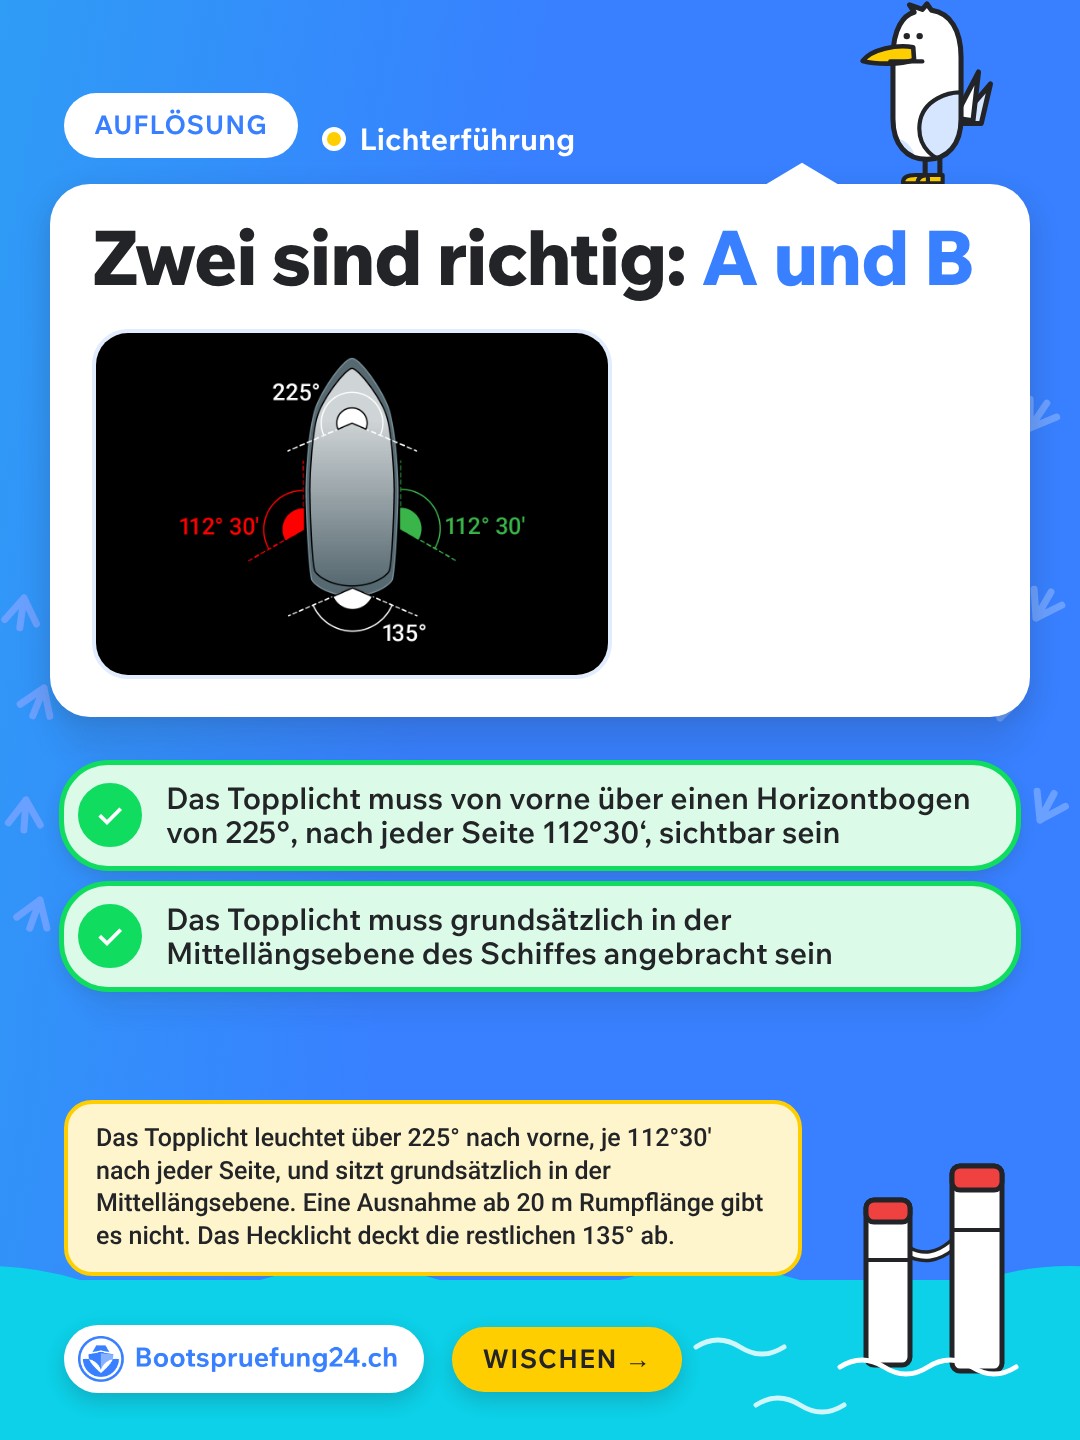 AUFLÖSUNG
Lichterführung
Zwei sind richtig: A und B
225°
112° 30'
112° 30'
135°
Das Topplicht muss von vorne über einen Horizontbogen
von 225°, nach jeder Seite 112°30‘, sichtbar sein
Das Topplicht muss grundsätzlich in der
Mittellängsebene des Schiffes angebracht sein
Das Topplicht leuchtet über 225° nach vorne, je 112°30'
nach jeder Seite, und sitzt grundsätzlich in der
Mittellängsebene. Eine Ausnahme ab 20 m Rumpflänge gibt
es nicht. Das Hecklicht deckt die restlichen 135° ab.
Bootspruefung24.ch
WISCHEN →